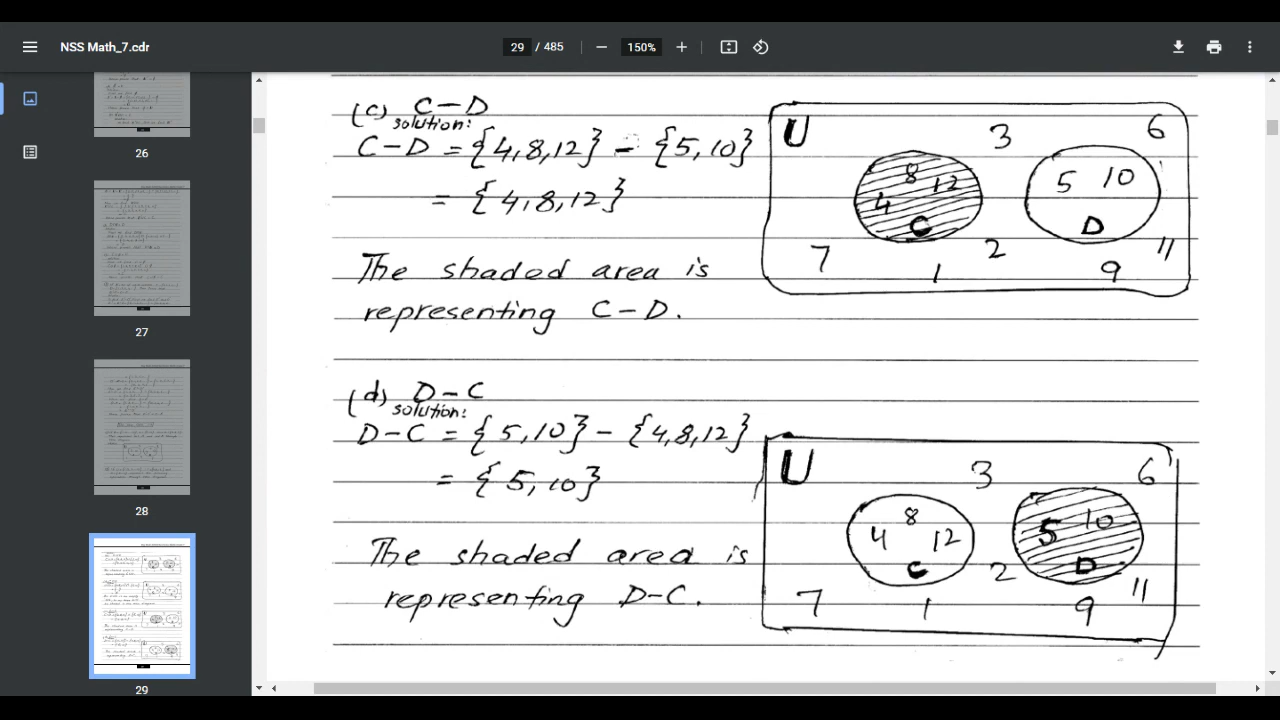 NSS Math_7.cdr
29 / 485
150%
26
27
28
29
(c) C-D
solution:
C-D = {4,8,12} - {5,10}
= {4,8,12}
The shaded area is
representing C-D.
U 3 6
8
4 12
C
5 10
D
7 1 2 9 11
(d) D-C
solution:
D-C = {5,10} - {4,8,12}
= {5,10}
The shaded area is
representing D-C.
U 3 6
8
4 12
C
5 10
D
7 1 2 9 11